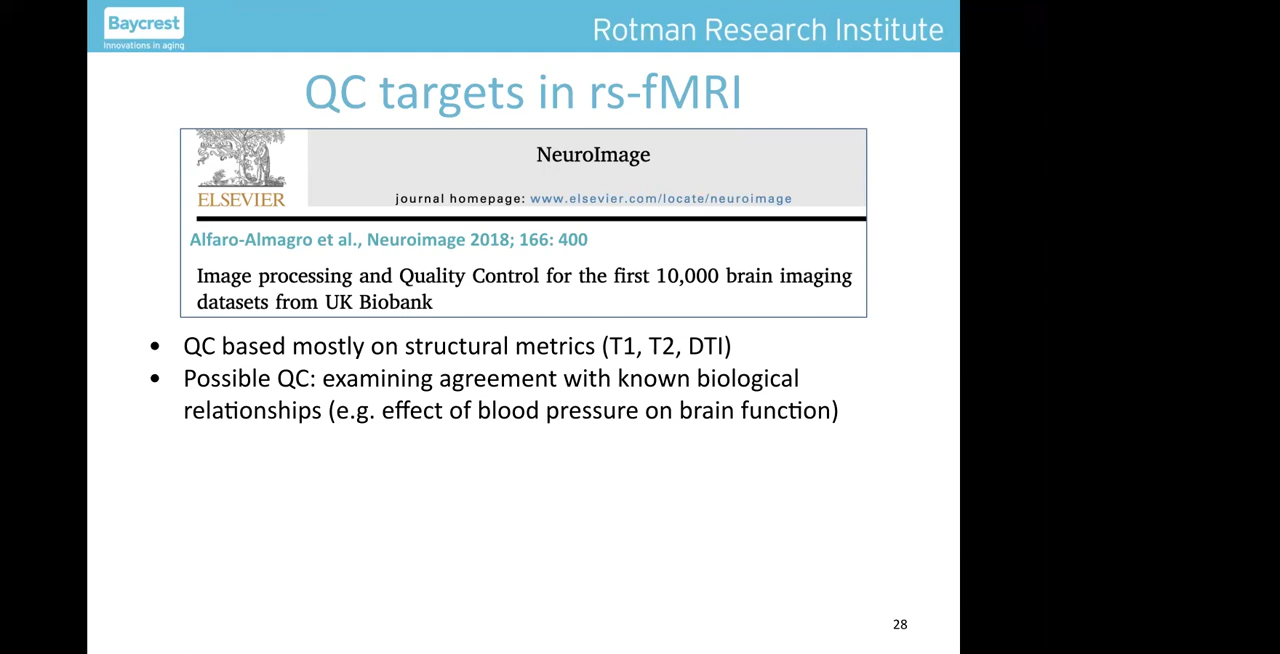 Baycrest
Innovations in aging
Rotman Research Institute
QC targets in rs-fMRI
ELSEVIER
NeuroImage
journal homepage: www.elsevier.com/locate/neuroimage
Alfaro-Almagro et al., Neuroimage 2018; 166: 400
Image processing and Quality Control for the first 10,000 brain imaging
datasets from UK Biobank
• QC based mostly on structural metrics (T1, T2, DTI)
• Possible QC: examining agreement with known biological
relationships (e.g. effect of blood pressure on brain function)
28